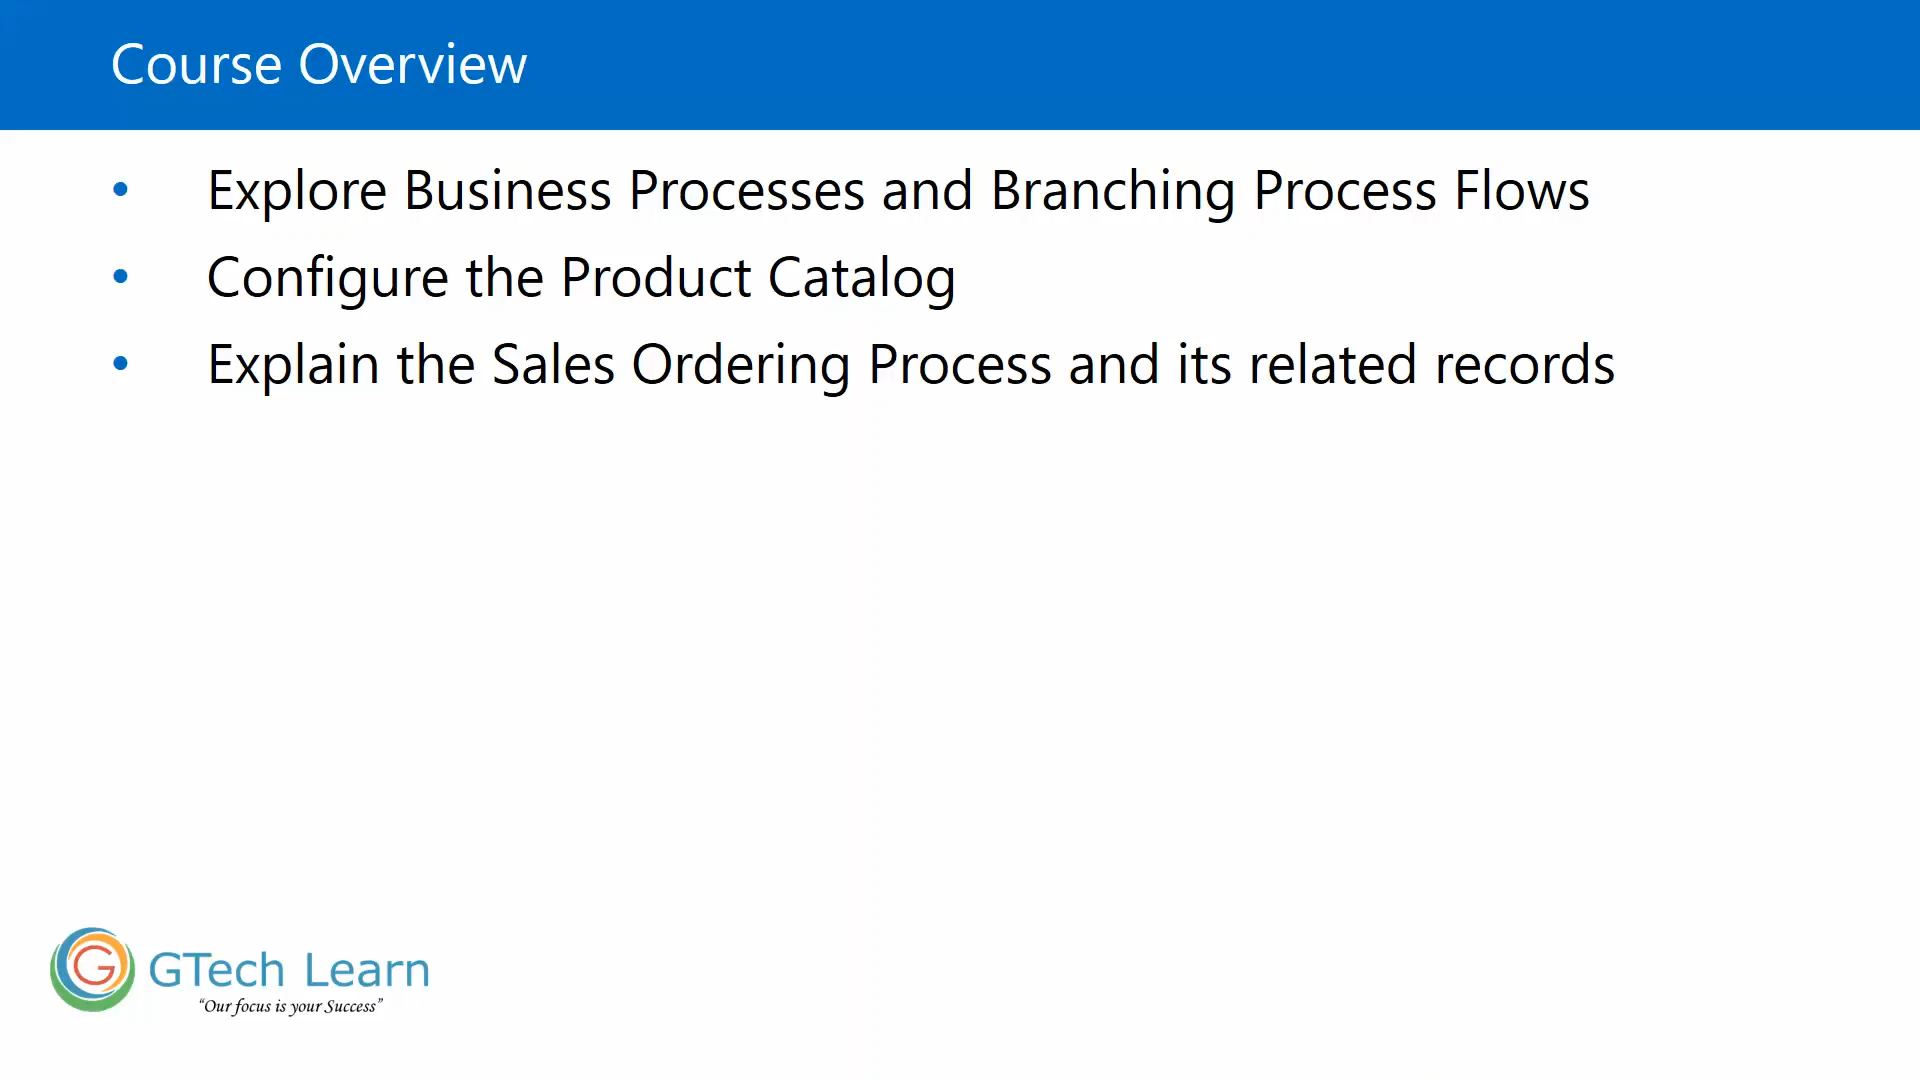 Course Overview
• Explore Business Processes and Branching Process Flows
• Configure the Product Catalog
• Explain the Sales Ordering Process and its related records
G GTech Learn
“Our focus is your Success”